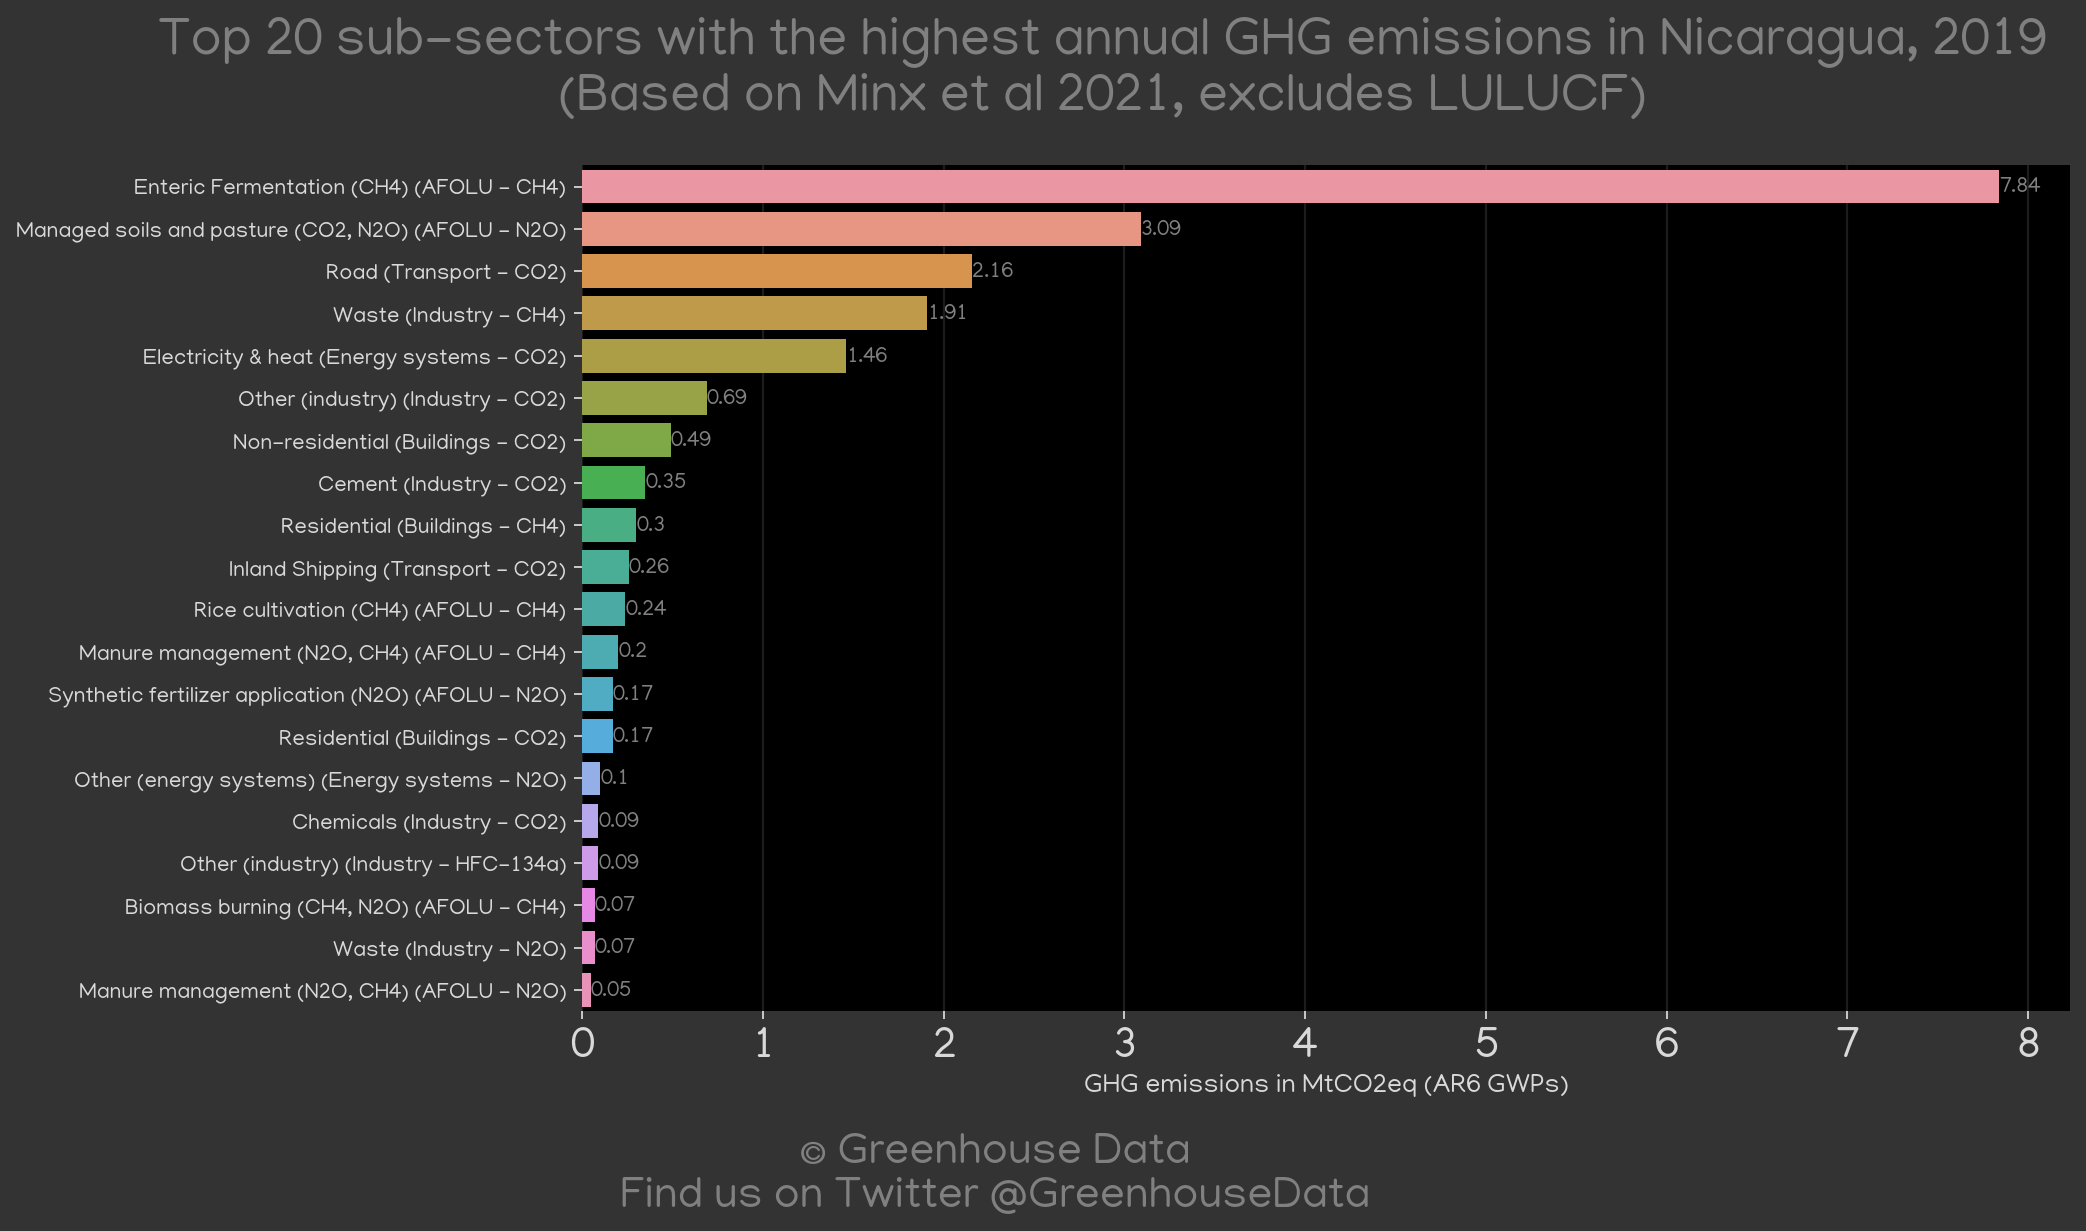 Top 20 sub-sectors with the highest annual GHG emissions in Nicaragua, 2019
(Based on Minx et al 2021, excludes LULUCF)
Enteric Fermentation (CH4) (AFOLU - CH4) 7.84
Managed soils and pasture (CO2, N2O) (AFOLU - N2O) 3.09
Road (Transport - CO2) 2.16
Waste (Industry - CH4) 1.91
Electricity & heat (Energy systems - CO2) 1.46
Other (industry) (Industry - CO2) 0.69
Non-residential (Buildings - CO2) 0.49
Cement (Industry - CO2) 0.35
Residential (Buildings - CH4) 0.3
Inland Shipping (Transport - CO2) 0.26
Rice cultivation (CH4) (AFOLU - CH4) 0.24
Manure management (N2O, CH4) (AFOLU - CH4) 0.2
Synthetic fertilizer application (N2O) (AFOLU - N2O) 0.17
Residential (Buildings - CO2) 0.17
Other (energy systems) (Energy systems - N2O) 0.1
Chemicals (Industry - CO2) 0.09
Other (industry) (Industry - HFC-134a) 0.09
Biomass burning (CH4, N2O) (AFOLU - CH4) 0.07
Waste (Industry - N2O) 0.07
Manure management (N2O, CH4) (AFOLU - N2O) 0.05
0 1 2 3 4 5 6 7 8
GHG emissions in MtCO2eq (AR6 GWPs)
© Greenhouse Data
Find us on Twitter @GreenhouseData